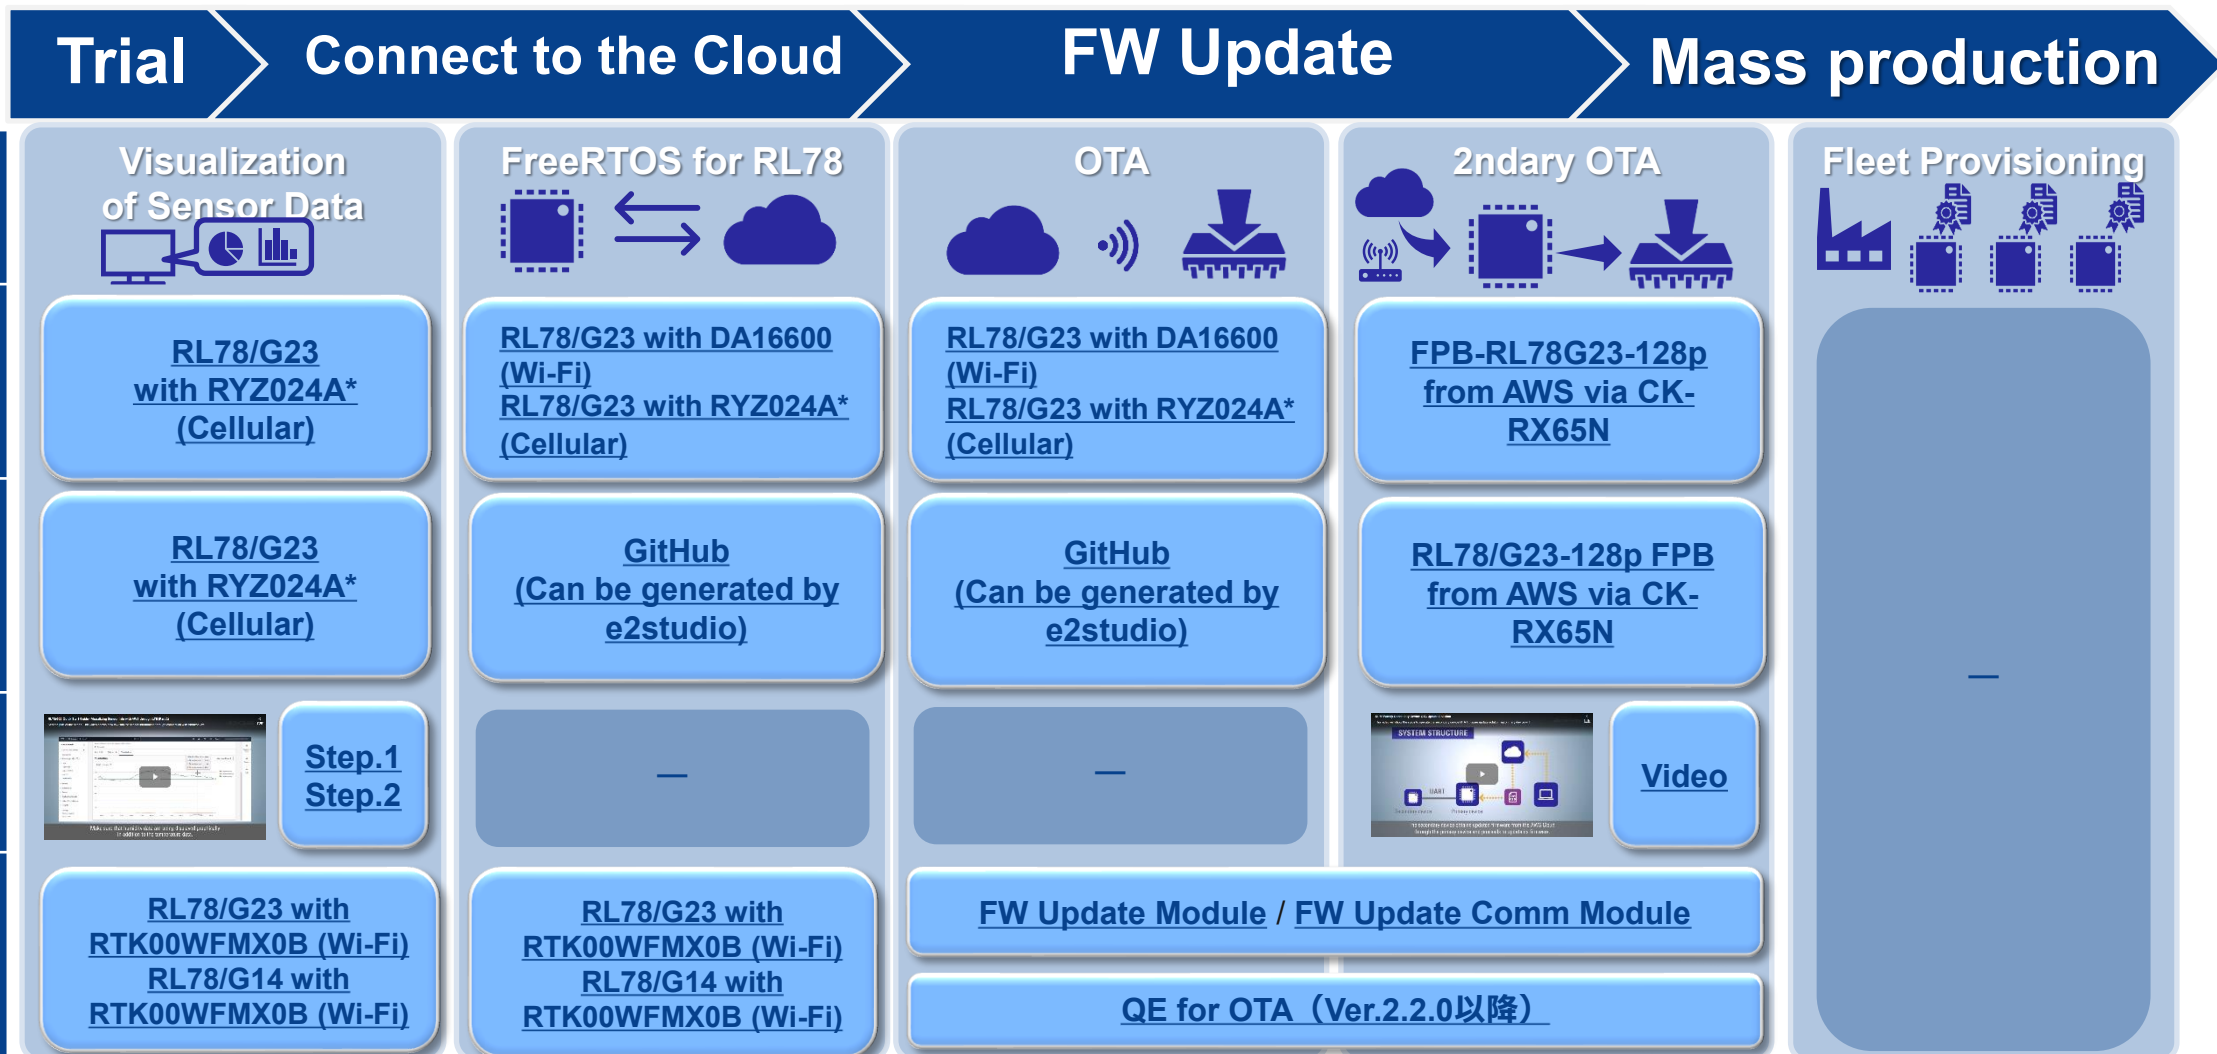 Trial
Connect to the Cloud
FW Update
Mass production
Visualization
of Sensor Data
FreeRTOS for RL78
OTA
2ndary OTA
Fleet Provisioning
RL78/G23
with RYZ024A*
(Cellular)
RL78/G23 with DA16600
(Wi-Fi)
RL78/G23 with RYZ024A*
(Cellular)
RL78/G23 with DA16600
(Wi-Fi)
RL78/G23 with RYZ024A*
(Cellular)
FPB-RL78G23-128p
from AWS via CK-
RX65N
RL78/G23
with RYZ024A*
(Cellular)
GitHub
(Can be generated by
e2studio)
GitHub
(Can be generated by
e2studio)
RL78/G23-128p FPB
from AWS via CK-
RX65N
—
Step.1
Step.2
—
—
SYSTEM STRUCTURE
UART
Video
RL78/G23 with
RTK00WFMX0B (Wi-Fi)
RL78/G14 with
RTK00WFMX0B (Wi-Fi)
RL78/G23 with
RTK00WFMX0B (Wi-Fi)
RL78/G14 with
RTK00WFMX0B (Wi-Fi)
FW Update Module / FW Update Comm Module
QE for OTA（Ver.2.2.0以降）